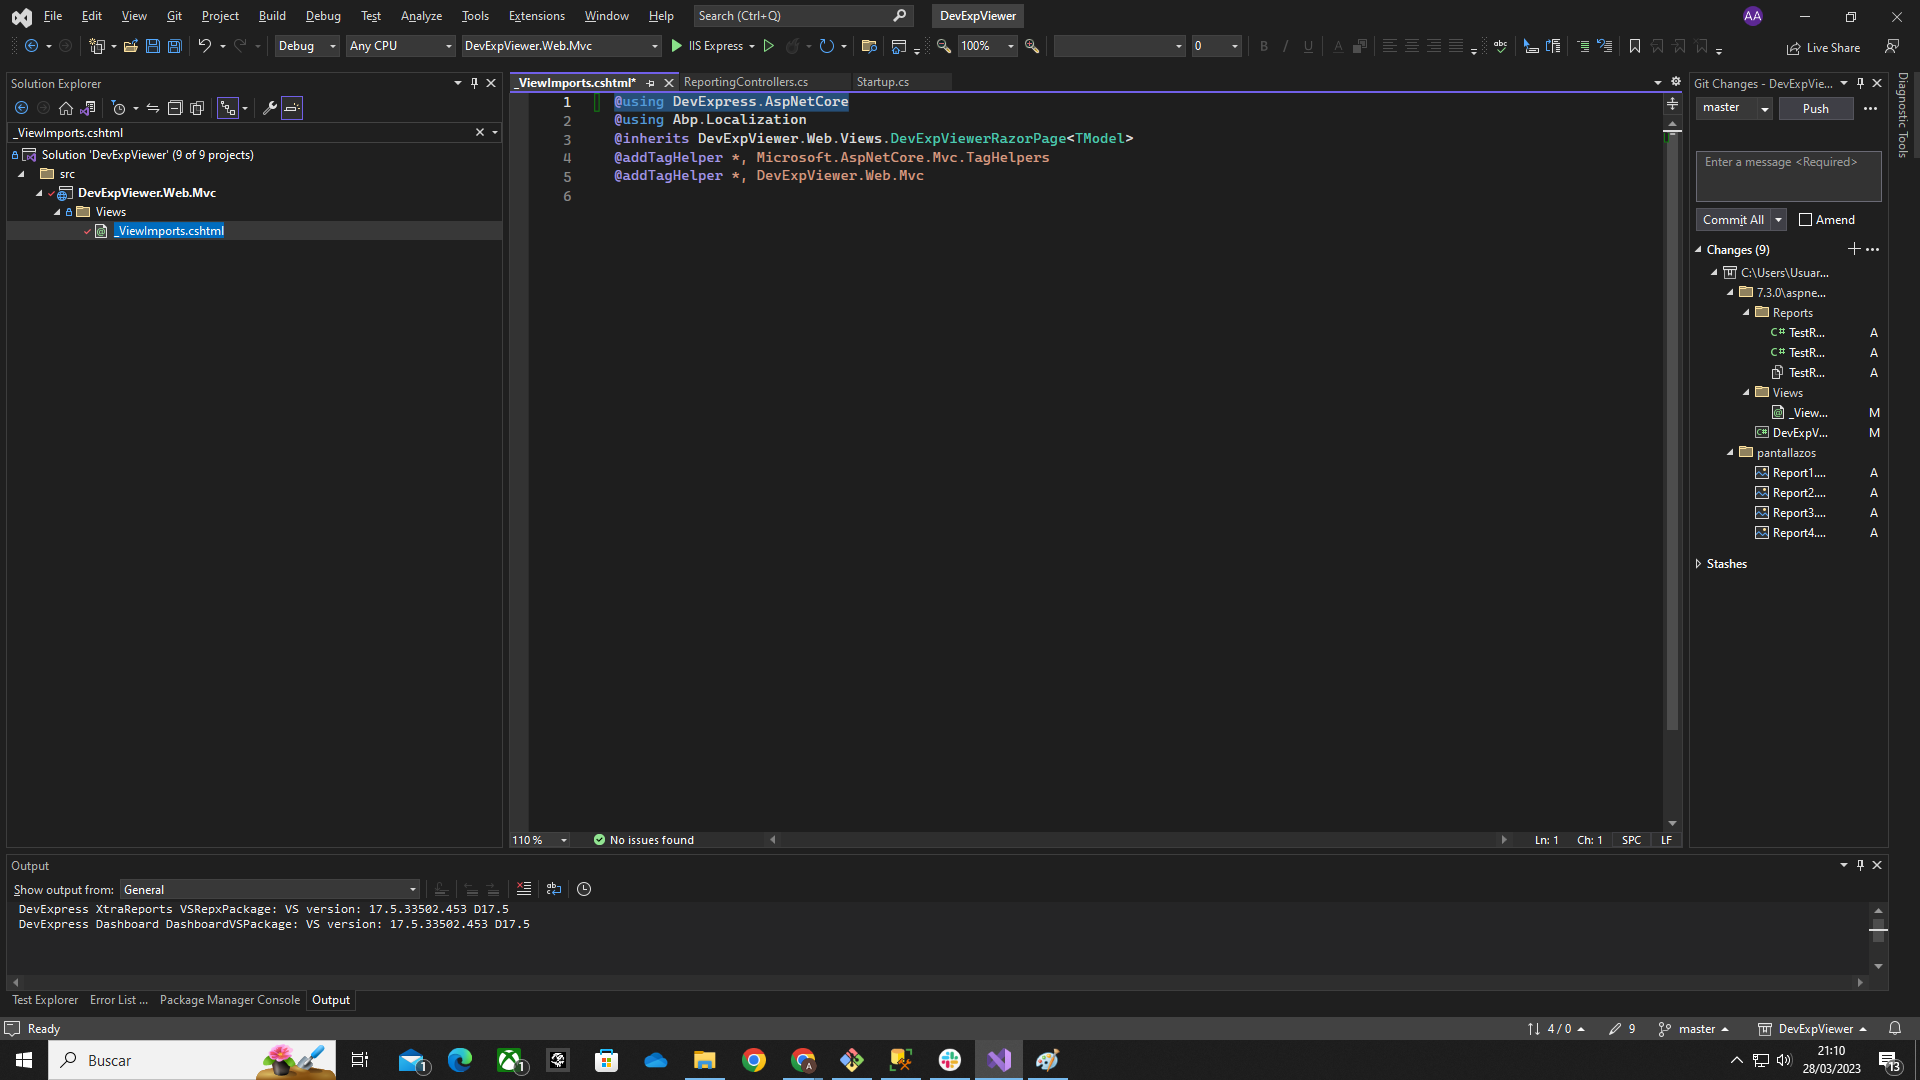 File Edit View Git Project Build Debug Test Analyze Tools Extensions Window Help Search (Ctrl+Q) DevExpViewer AA
Debug Any CPU DevExpViewer.Web.Mvc IIS Express 100% 0 B I U A abc Live Share
Solution Explorer
_ViewImports.cshtml
Solution 'DevExpViewer' (9 of 9 projects)
src
DevExpViewer.Web.Mvc
Views
_ViewImports.cshtml
_ViewImports.cshtml* ReportingControllers.cs Startup.cs
1 @using DevExpress.AspNetCore
2 @using Abp.Localization
3 @inherits DevExpViewer.Web.Views.DevExpViewerRazorPage<TModel>
4 @addTagHelper *, Microsoft.AspNetCore.Mvc.TagHelpers
5 @addTagHelper *, DevExpViewer.Web.Mvc
6
110 % No issues found Ln: 1 Ch: 1 SPC LF
Git Changes - DevExpVie...
master Push
Enter a message <Required>
Commit All Amend
Changes (9)
C:\Users\Usuar...
7.3.0\aspne...
Reports
C# TestR... A
C# TestR... A
TestR... A
Views
_View... M
C# DevExpV... M
pantallazos
Report1.... A
Report2.... A
Report3.... A
Report4.... A
Stashes
Diagnostic Tools
Output
Show output from: General
DevExpress XtraReports VSRepxPackage: VS version: 17.5.33502.453 D17.5
DevExpress Dashboard DashboardVSPackage: VS version: 17.5.33502.453 D17.5
Test Explorer Error List ... Package Manager Console Output
Ready 4 / 0 9 master DevExpViewer
Buscar 1 1 A 21:10
28/03/2023 13